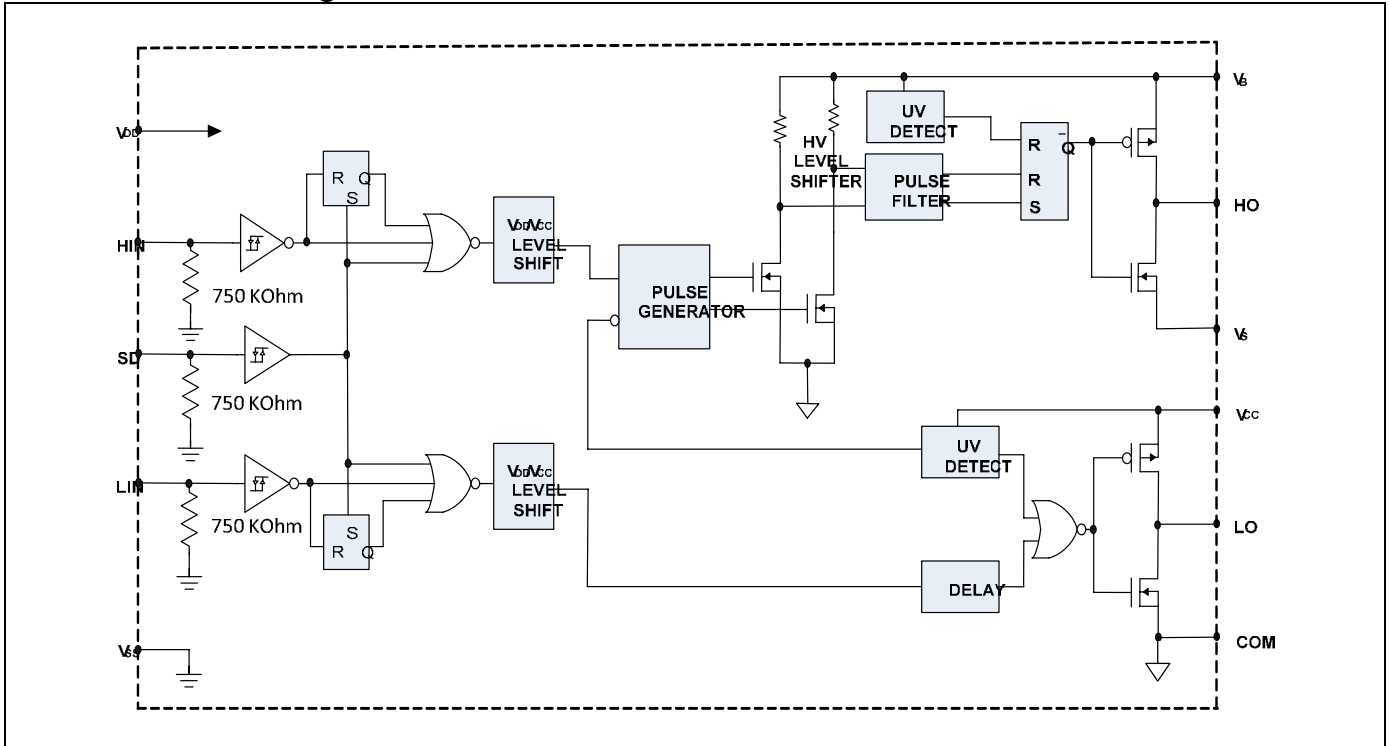 VB
UV
DETECT
VDD
HV
LEVEL
SHIFTER
R
Q
R
S
PULSE
FILTER
R Q
S
HO
HIN
VDD/VCC
LEVEL
SHIFT
750 KOhm
PULSE
GENERATOR
VS
SD
750 KOhm
VCC
UV
DETECT
LIN
VDD/VCC
LEVEL
SHIFT
750 KOhm
S
R Q
LO
DELAY
VSS
COM